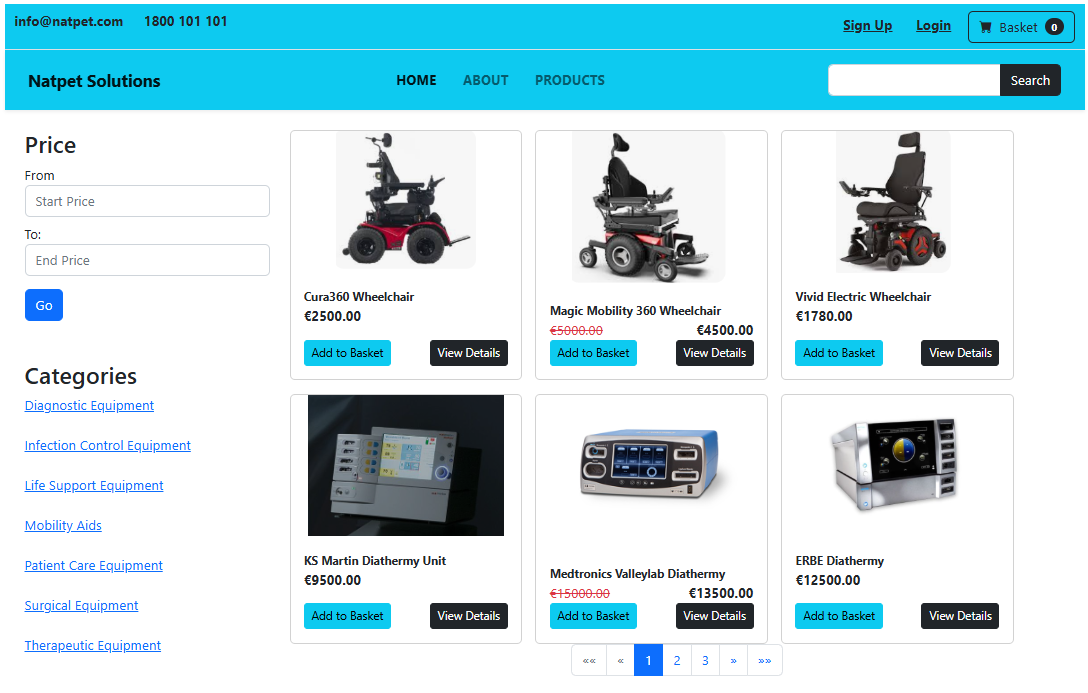 info@natpet.com 1800 101 101 Sign Up Login Basket 0
Natpet Solutions HOME ABOUT PRODUCTS Search
Price
From
Start Price
To:
End Price
Go
Categories
Diagnostic Equipment
Infection Control Equipment
Life Support Equipment
Mobility Aids
Patient Care Equipment
Surgical Equipment
Therapeutic Equipment
Cura360 Wheelchair
€2500.00
Add to Basket View Details
Magic Mobility 360 Wheelchair
€5000.00 €4500.00
Add to Basket View Details
Vivid Electric Wheelchair
€1780.00
Add to Basket View Details
KS Martin Diathermy Unit
€9500.00
Add to Basket View Details
Medtronics Valleylab Diathermy
€15000.00 €13500.00
Add to Basket View Details
ERBE Diathermy
€12500.00
Add to Basket View Details
«« « 1 2 3 » »»